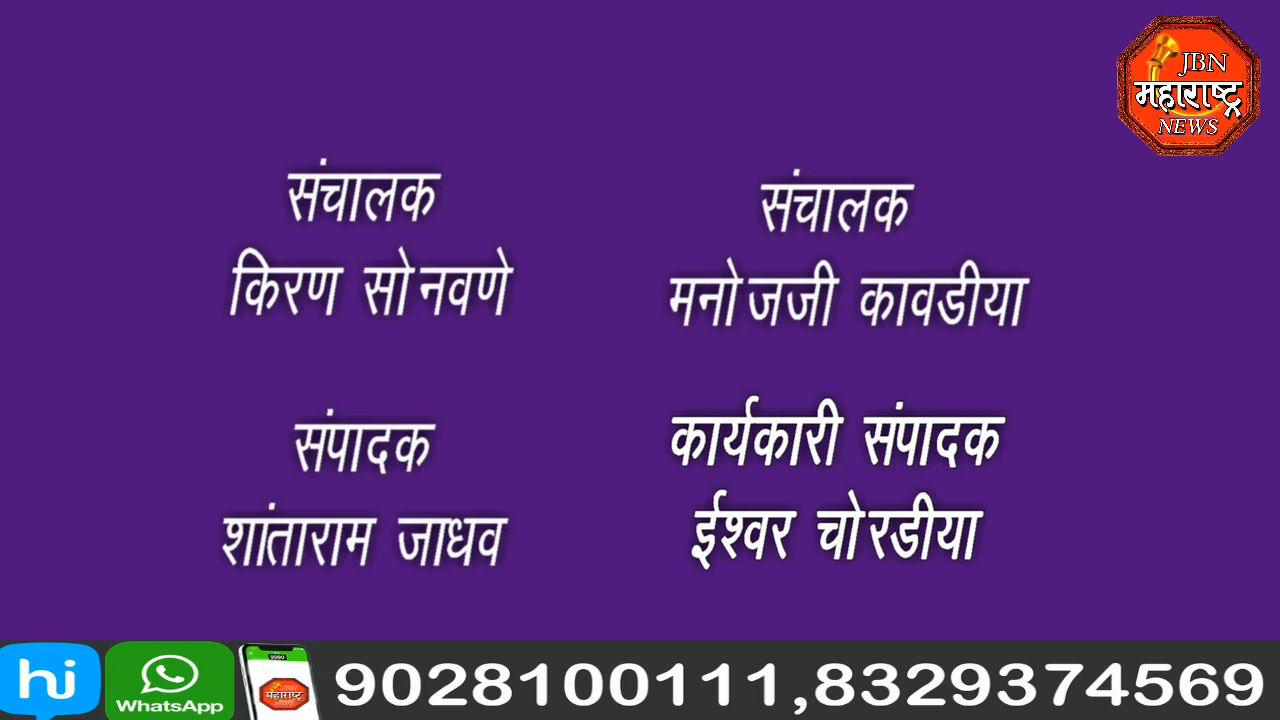 JBN
महाराष्ट्र
NEWS
संचालक
किरण सोनवणे
संचालक
मनोजजी कावडीया
संपादक
शांताराम जाधव
कार्यकारी संपादक
ईश्वर चोरडीया
hi
WhatsApp
महाराष्ट्र
9028100111,8329374569